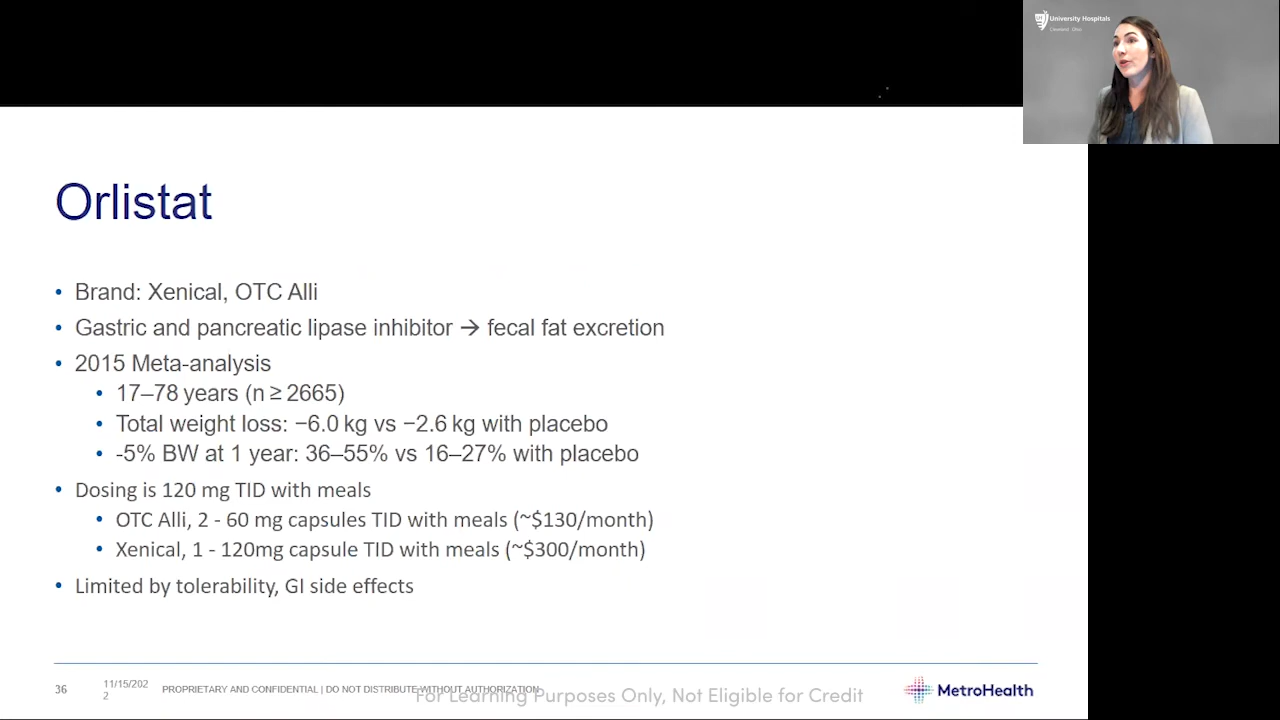 University Hospitals
Cleveland Ohio
Orlistat
• Brand: Xenical, OTC Alli
• Gastric and pancreatic lipase inhibitor → fecal fat excretion
• 2015 Meta-analysis
• 17–78 years (n ≥ 2665)
• Total weight loss: −6.0 kg vs −2.6 kg with placebo
• -5% BW at 1 year: 36–55% vs 16–27% with placebo
• Dosing is 120 mg TID with meals
• OTC Alli, 2 - 60 mg capsules TID with meals (~$130/month)
• Xenical, 1 - 120mg capsule TID with meals (~$300/month)
• Limited by tolerability, GI side effects
36
11/15/202
2
PROPRIETARY AND CONFIDENTIAL | DO NOT DISTRIBUTE WITHOUT AUTHORIZATION
For Learning Purposes Only, Not Eligible for Credit
MetroHealth